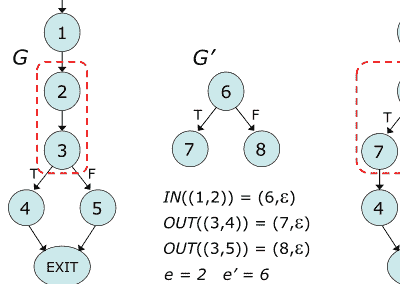 1
G
G′
2
6
T
F
T
3
7
8
7
T
F
4
5
4
IN((1,2)) = (6,ε)
OUT((3,4)) = (7,ε)
OUT((3,5)) = (8,ε)
EXIT
e = 2 e′ = 6